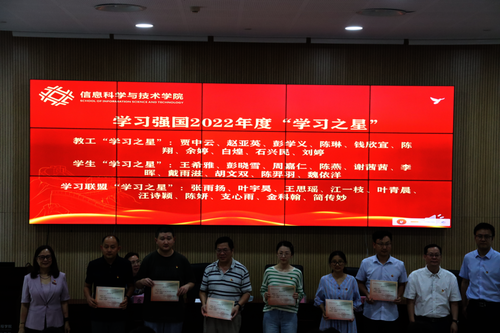 信息科学与技术学院
SCHOOL OF INFORMATION SCIENCE AND TECHNOLOGY
学习强国2022年度“学习之星”
教工“学习之星”：贾中云、赵亚英、彭学义、陈琳、钱欣宜、陈
翔、余婷、白煌、石兴民、刘婷
学生“学习之星”：王希雅、彭晓雪、周嘉仁、陈燕、谢茜茜、李
晖、戴雨滋、胡文双、陈羿羽、魏依洋
学习联盟“学习之星”：张雨扬、叶宇昊、王思瑶、江一枝、叶青晨、
汪诗颖、陈妍、支心雨、金科翰、简传妙